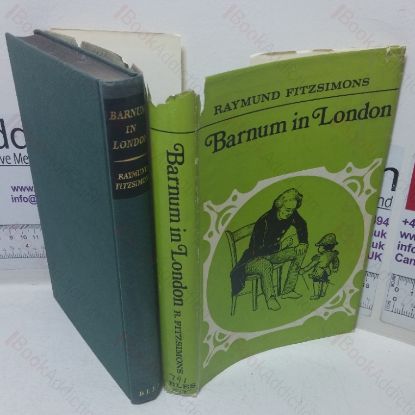 BARNUM
IN
LONDON
RAYMUND
FITZSIMONS
Barnum in London
R. FITZSIMONS
BLES
RAYMUND FITZSIMONS
Barnum in London